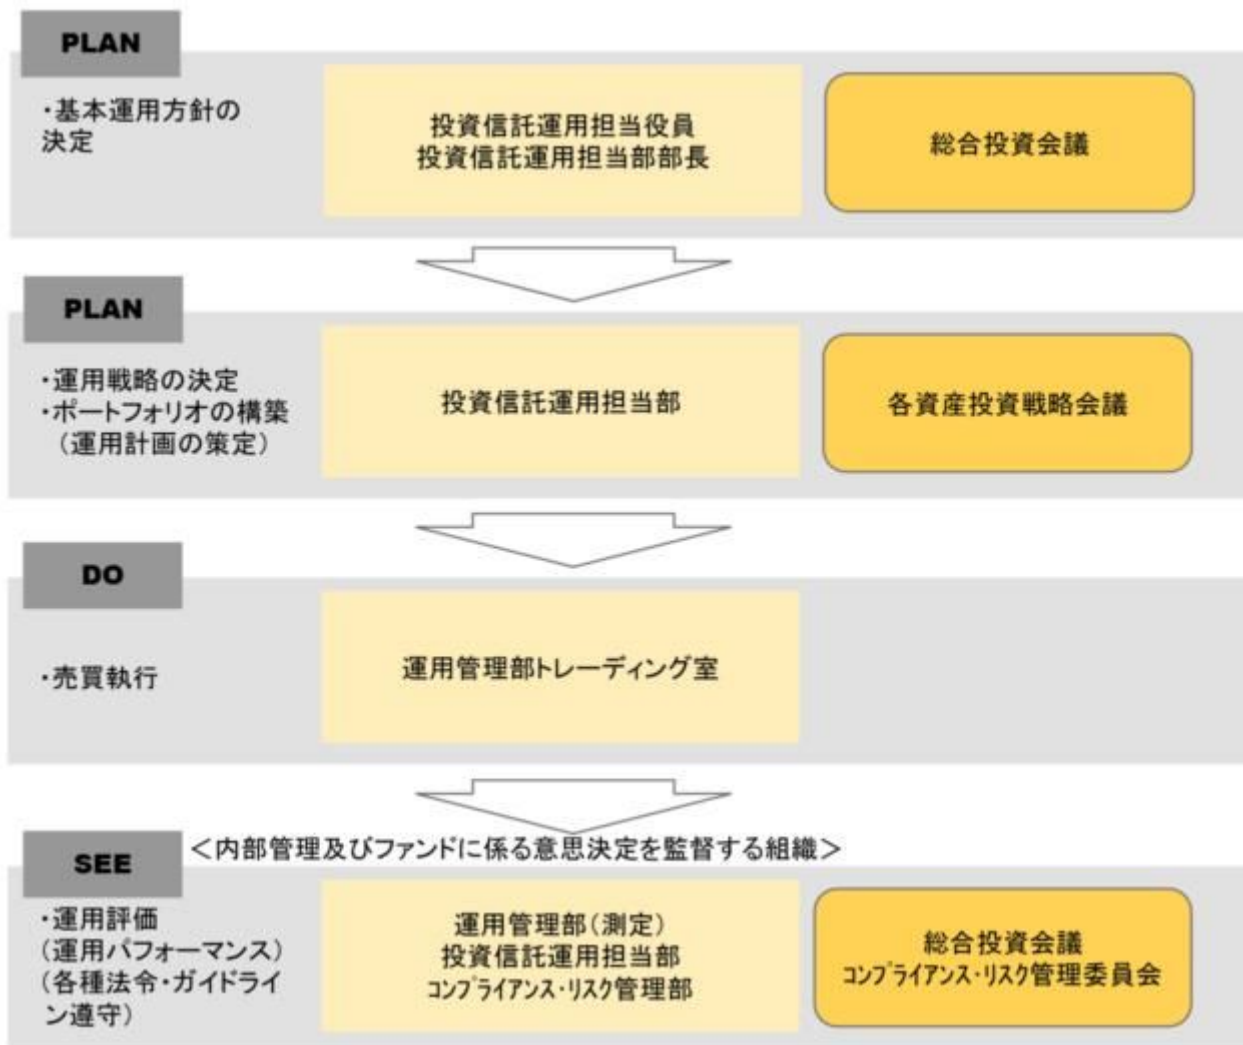 PLAN
・基本運用方針の
決定
投資信託運用担当役員
投資信託運用担当部部長
総合投資会議
PLAN
・運用戦略の決定
・ポートフォリオの構築
（運用計画の策定）
投資信託運用担当部
各資産投資戦略会議
DO
・売買執行
運用管理部トレーディング室
SEE
＜内部管理及びファンドに係る意思決定を監督する組織＞
・運用評価
(運用パフォーマンス)
(各種法令・ガイドライ
ン遵守)
運用管理部(測定)
投資信託運用担当部
ｺﾝﾌﾟﾗｲｱﾝｽ・ﾘｽｸ管理部
総合投資会議
ｺﾝﾌﾟﾗｲｱﾝｽ・ﾘｽｸ管理委員会